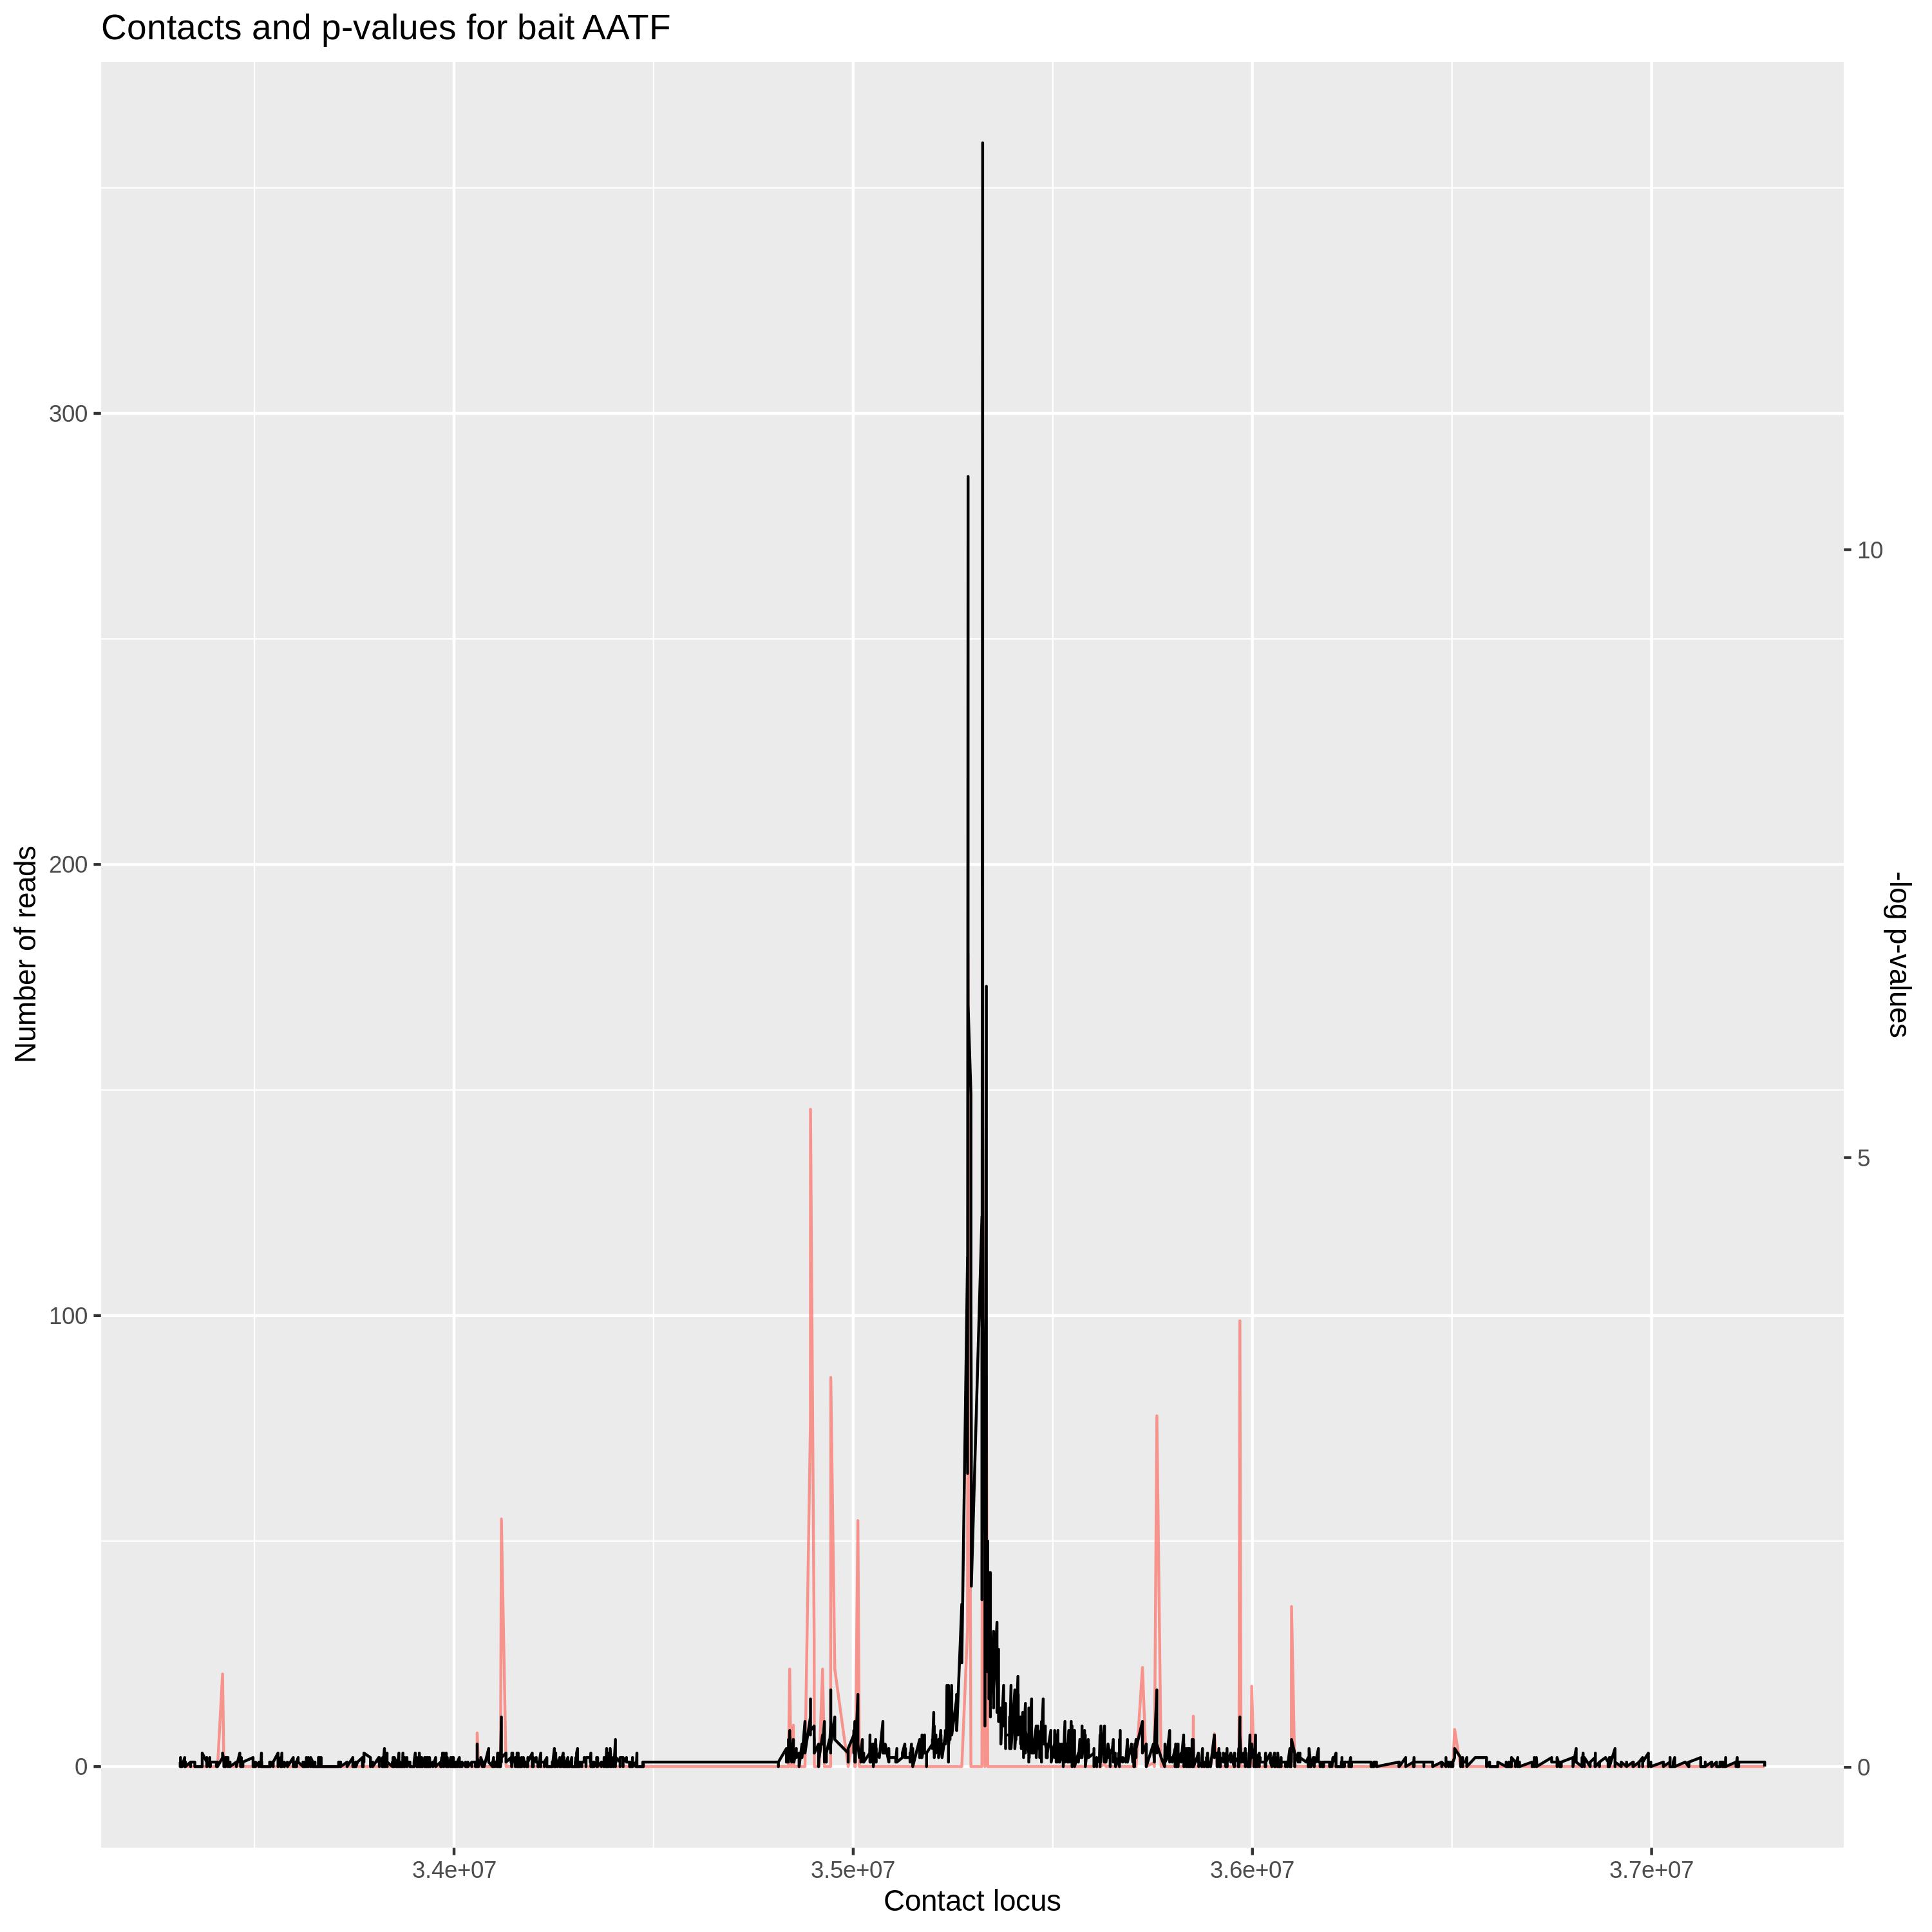 Contacts and p-values for bait AATF
Number of reads
300
200
100
0
10
5
0
-log p-values
3.4e+07
3.5e+07
3.6e+07
3.7e+07
Contact locus